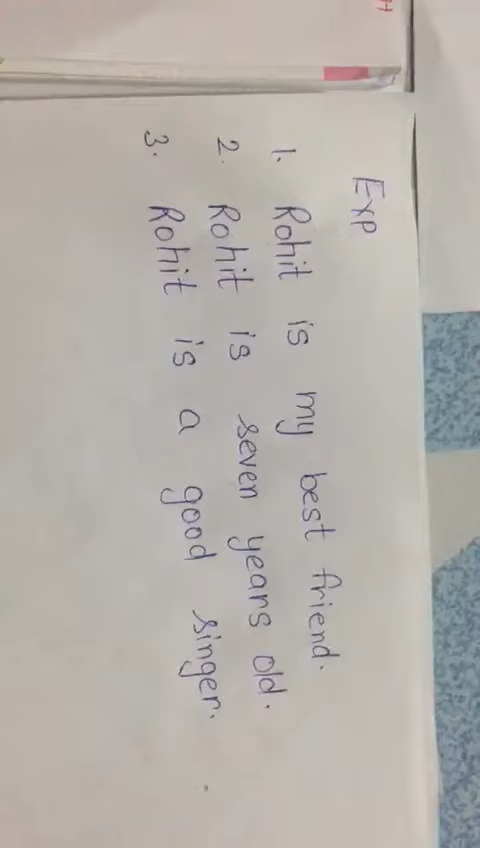 Exp
1. Rohit is my best friend.
2. Rohit is seven years old.
3. Rohit is a good singer.